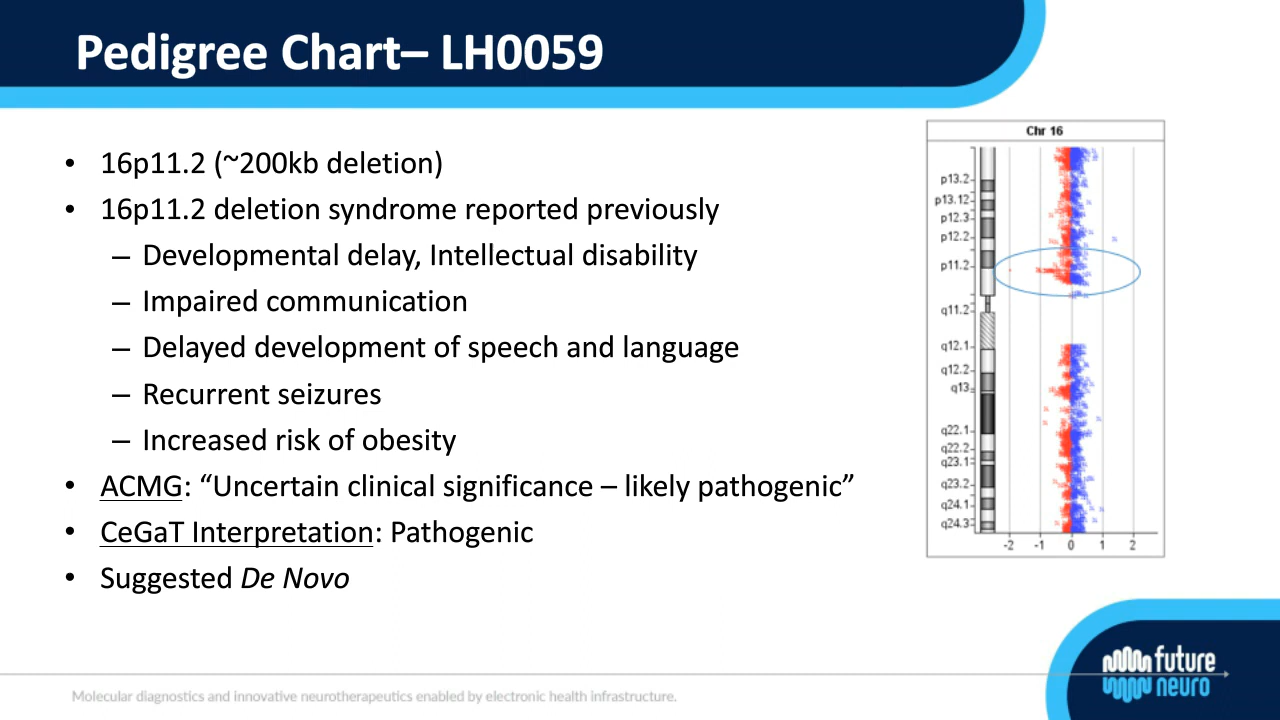 Pedigree Chart– LH0059
• 16p11.2 (~200kb deletion)
• 16p11.2 deletion syndrome reported previously
– Developmental delay, Intellectual disability
– Impaired communication
– Delayed development of speech and language
– Recurrent seizures
– Increased risk of obesity
• ACMG: “Uncertain clinical significance – likely pathogenic”
• CeGaT Interpretation: Pathogenic
• Suggested De Novo
Chr 16
p13.2
p13.12
p12.3
p12.2
p11.2
q11.2
q12.1
q12.2
q13
q22.1
q22.2
q23.1
q23.2
q24.1
q24.3
-2 -1 0 1 2
future
neuro
Molecular diagnostics and innovative neurotherapeutics enabled by electronic health infrastructure.